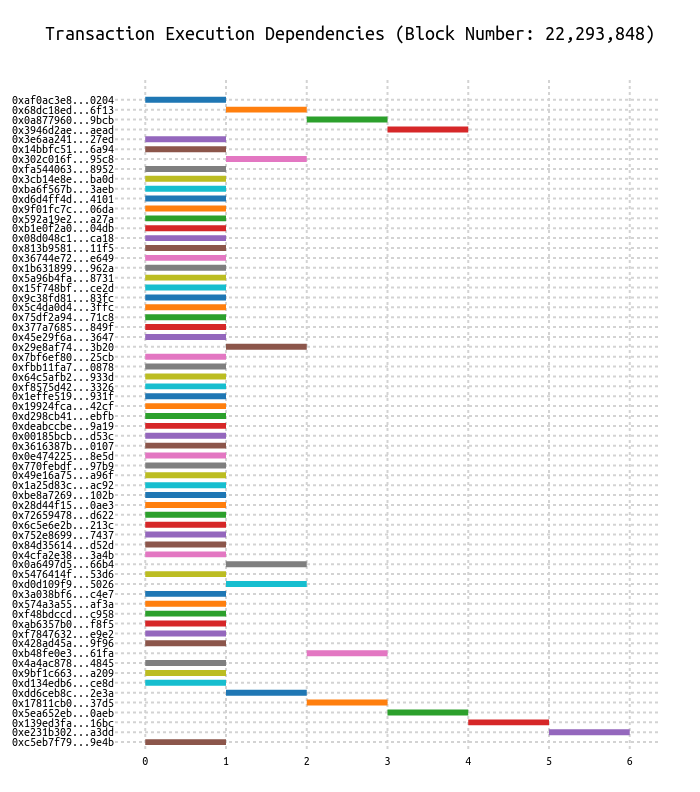 Transaction Execution Dependencies (Block Number: 22,293,848)
0xaf0ac3e8...0204
0x68dc18ed...6f13
0x0a877960...9bcb
0x3946d2ae...aead
0x3e6aa241...27ed
0x14bbfc51...6a94
0x302c016f...95c8
0xfa544063...8952
0x3cb14e8e...ba0d
0xba6f567b...3aeb
0xd6d4ff4d...4101
0x9f01fc7c...06da
0x592a19e2...a27a
0xb1e0f2a0...04db
0x08d048c1...ca18
0x813b9581...11f5
0x36744e72...e649
0x1b631899...962a
0x5a96b4fa...8731
0x15f748bf...ce2d
0x9c38fd81...83fc
0x5c4da0d4...3ffc
0x75df2a94...71c8
0x377a7685...849f
0x45e29f6a...3647
0x29e8af74...3b20
0x7bf6ef80...25cb
0xfbb11fa7...0878
0x64c5afb2...933d
0xf8575d42...3326
0x1effe519...931f
0x19924fca...42cf
0xd298cb41...ebfb
0xdeabccbe...9a19
0x00185bcb...d53c
0x3616387b...0107
0x0e474225...8e5d
0x770febdf...97b9
0x49e16a75...a96f
0x1a25d83c...ac92
0xbe8a7269...102b
0x28d44f15...0ae3
0x72659478...d622
0x6c5e6e2b...213c
0x752e8699...7437
0x84d35614...d52d
0x4cfa2e38...3a4b
0x0a6497d5...66b4
0x5476414f...53d6
0xd0d109f9...5026
0x3a038bf6...c4e7
0x574a3a55...af3a
0xf48bdccd...c958
0xab6357b0...f8f5
0xf7847632...e9e2
0x428ad45a...9f96
0xb48fe0e3...61fa
0x4a4ac878...4845
0x9bf1c663...a209
0xd134edb6...ce8d
0xdd6ceb8c...2e3a
0x17811cb0...37d5
0x5ea652eb...0aeb
0x139ed3fa...16bc
0xe231b302...a3dd
0xc5eb7f79...9e4b
0 1 2 3 4 5 6